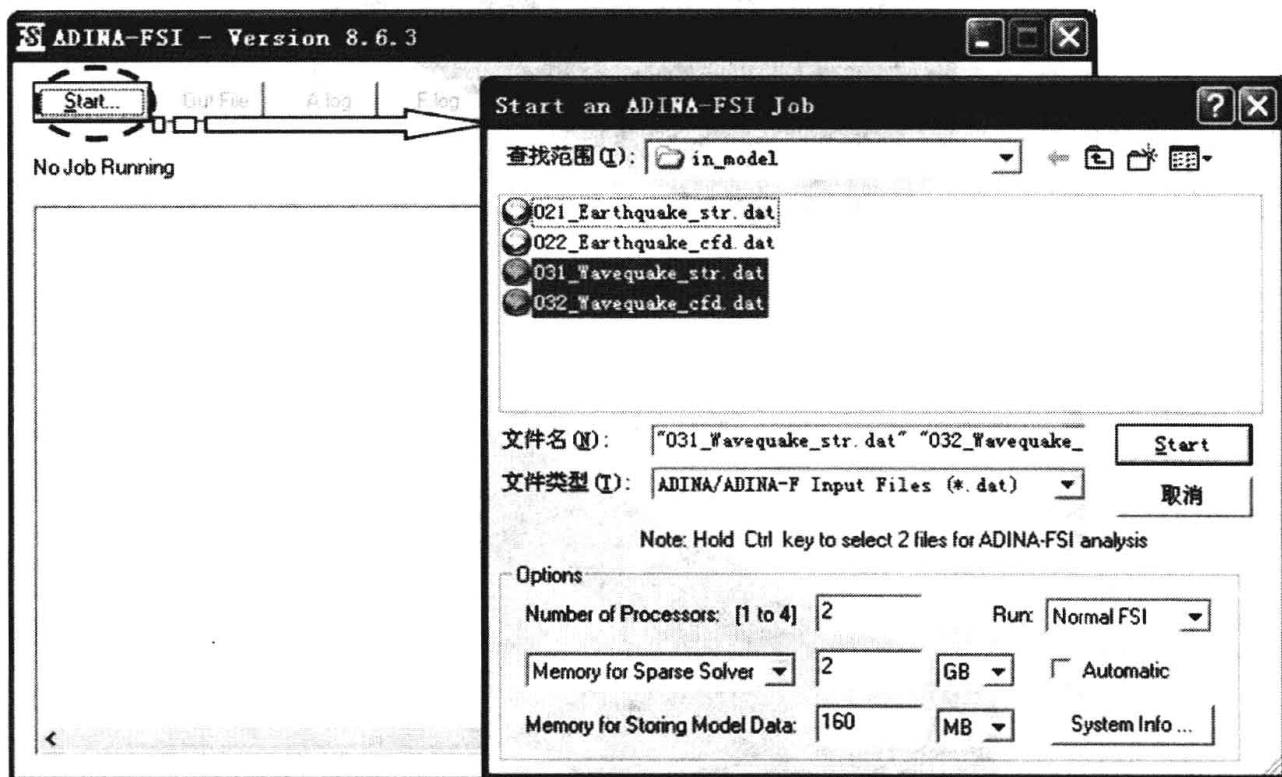 ADINA-FSI - Version 8.6.3
Start... Out File A log F log
No Job Running
Start an ADINA-FSI Job
查找范围(I): in_model
021_Earthquake_str.dat
022_Earthquake_cfd.dat
031_Wavequake_str.dat
032_Wavequake_cfd.dat
文件名(N): "031_Wavequake_str.dat" "032_Wavequake_ Start
文件类型(T): ADINA/ADINA-F Input Files (*.dat) 取消
Note: Hold Ctrl key to select 2 files for ADINA-FSI analysis
Options
Number of Processors: [1 to 4] 2 Run: Normal FSI
Memory for Sparse Solver 2 GB Automatic
Memory for Storing Model Data: 160 MB System Info ...